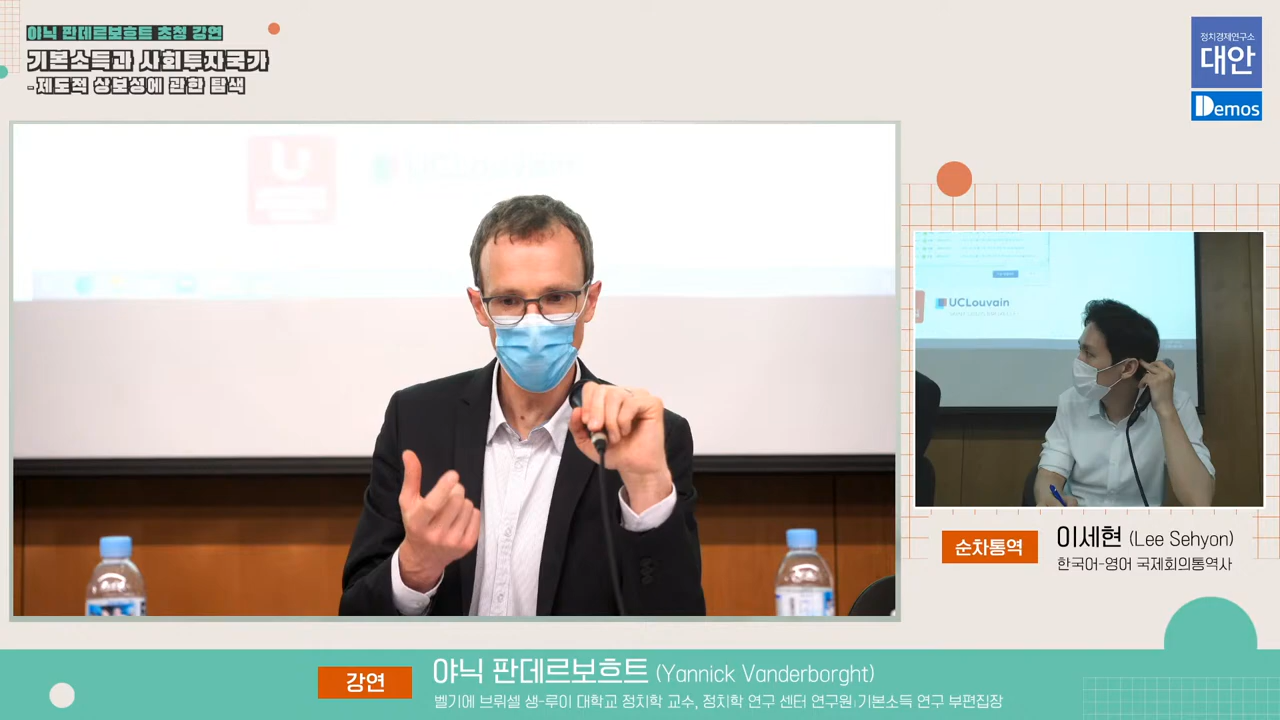 야닉 판데르보흐트 초청 강연
기본소득과 사회투자국가
- 제도적 상보성에 관한 탐색
정치경제연구소
대안
Demos
UCLouvain
순차통역
이세현 (Lee Sehyon)
한국어-영어 국제회의통역사
강연
야닉 판데르보흐트 (Yannick Vanderborght)
벨기에 브뤼셀 생-루이 대학교 정치학 교수, 정치학 연구 센터 연구원, 기본소득 연구 부편집장